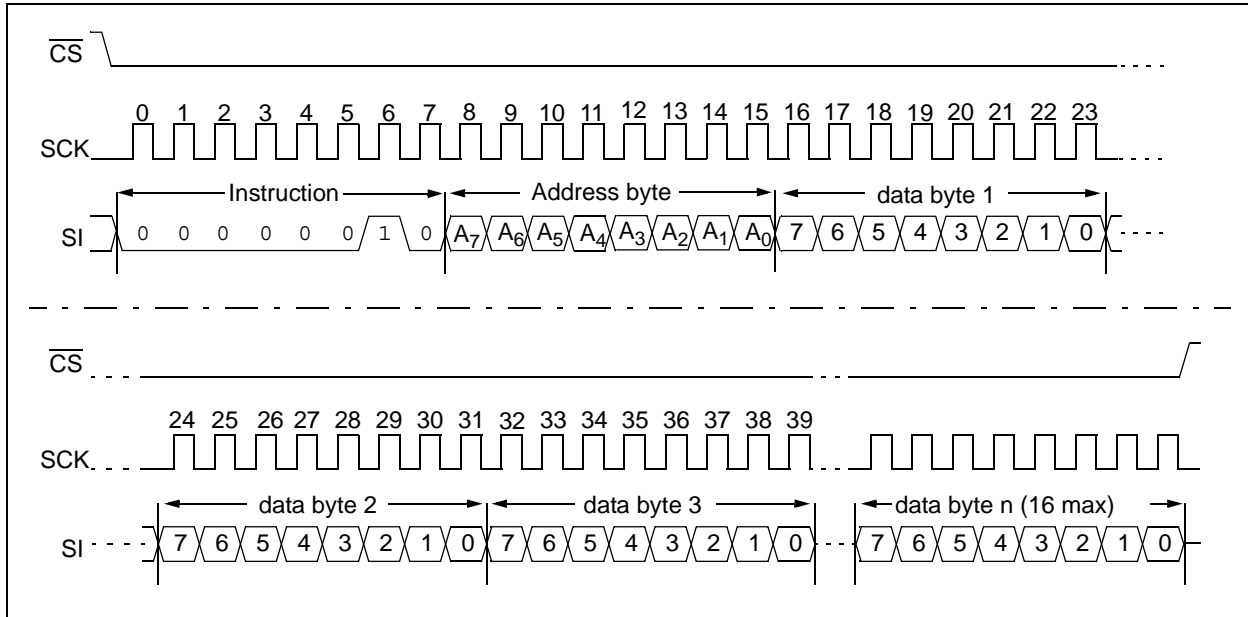 CS
0 1 2 3 4 5 6 7 8 9 10 11 12 13 14 15 16 17 18 19 20 21 22 23
SCK
Instruction Address byte data byte 1
SI 0 0 0 0 0 0 1 0 A7 A6 A5 A4 A3 A2 A1 A0 7 6 5 4 3 2 1 0
CS
24 25 26 27 28 29 30 31 32 33 34 35 36 37 38 39
SCK
data byte 2 data byte 3 data byte n (16 max)
SI 7 6 5 4 3 2 1 0 7 6 5 4 3 2 1 0 7 6 5 4 3 2 1 0